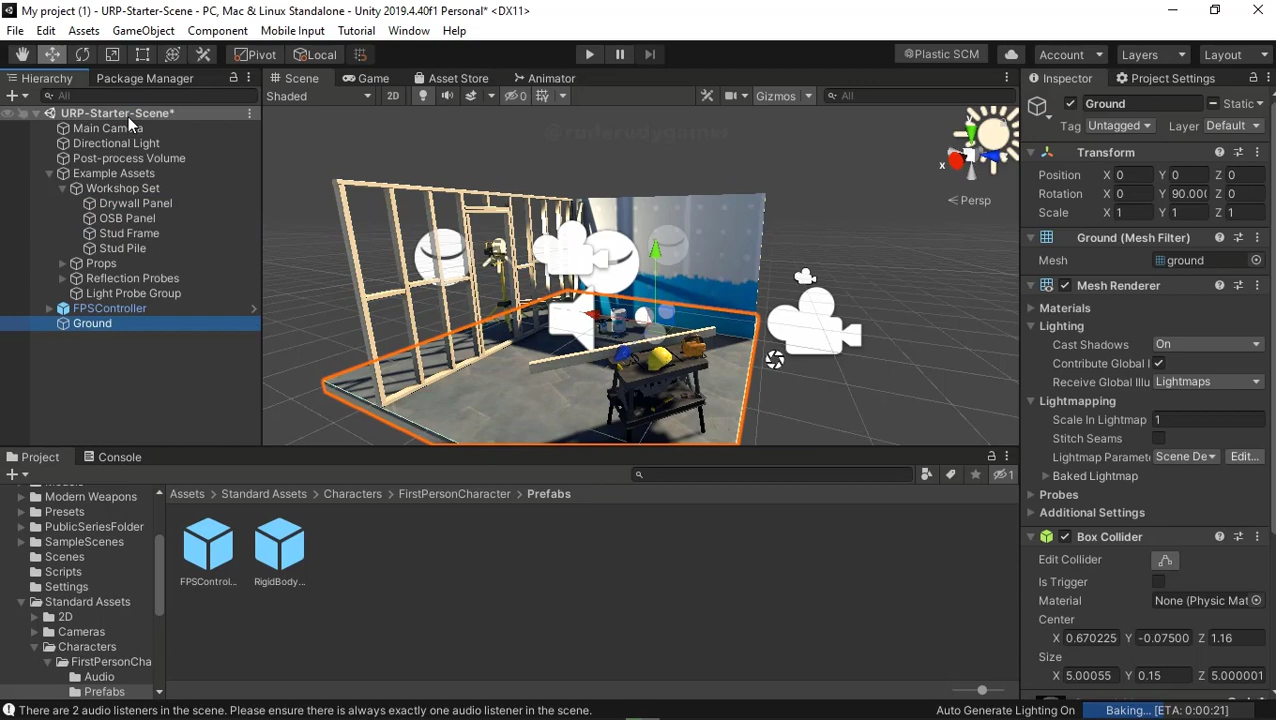 My project (1) - URP-Starter-Scene - PC, Mac & Linux Standalone - Unity 2019.4.40f1 Personal* <DX11>
File Edit Assets GameObject Component Mobile Input Tutorial Window Help
Pivot Local Plastic SCM Account Layers Layout
Hierarchy Package Manager Scene Game Asset Store Animator Inspector Project Settings
All Shaded 2D 0 Gizmos All Ground Static
URP-Starter-Scene* Tag Untagged Layer Default
Main Camera
Directional Light
Post-process Volume
Example Assets
Workshop Set
Drywall Panel
OSB Panel
Stud Frame
Stud Pile
Props
Reflection Probes
Light Probe Group
FPSController
Ground
@ruderudygamer
y
x
Persp
Transform
Position X 0 Y 0 Z 0
Rotation X 0 Y 90.00( Z 0
Scale X 1 Y 1 Z 1
Ground (Mesh Filter)
Mesh ground
Mesh Renderer
Materials
Lighting
Cast Shadows On
Contribute Global I
Receive Global Illu Lightmaps
Lightmapping
Scale In Lightmap 1
Stitch Seams
Lightmap Paramete Scene De Edit...
Baked Lightmap
Probes
Additional Settings
Box Collider
Edit Collider
Is Trigger
Material None (Physic Mat
Center
X 0.670225 Y -0.07500 Z 1.16
Size
X 5.00055 Y 0.15 Z 5.000001
Project Console
1
Modern Weapons
Presets
PublicSeriesFolder
SampleScenes
Scenes
Scripts
Settings
Standard Assets
2D
Cameras
Characters
FirstPersonCha
Audio
Prefabs
Assets Standard Assets Characters FirstPersonCharacter Prefabs
FPSControl... RigidBody...
There are 2 audio listeners in the scene. Please ensure there is always exactly one audio listener in the scene. Auto Generate Lighting On Baking... [ETA: 0:00:21]